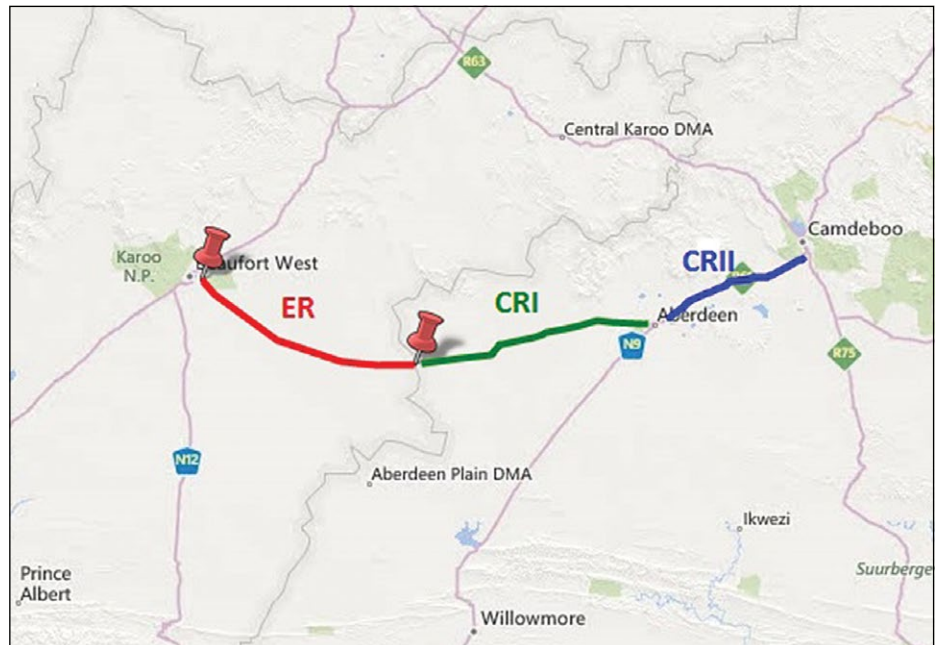 R63
Central Karoo DMA
Camdeboo
Karoo
N.P.
Beaufort West
CRII
ER
CRI
Aberdeen
N9
R75
N12
Aberdeen Plain DMA
Ikwezi
Prince
Albert
Suurberge
Willowmore